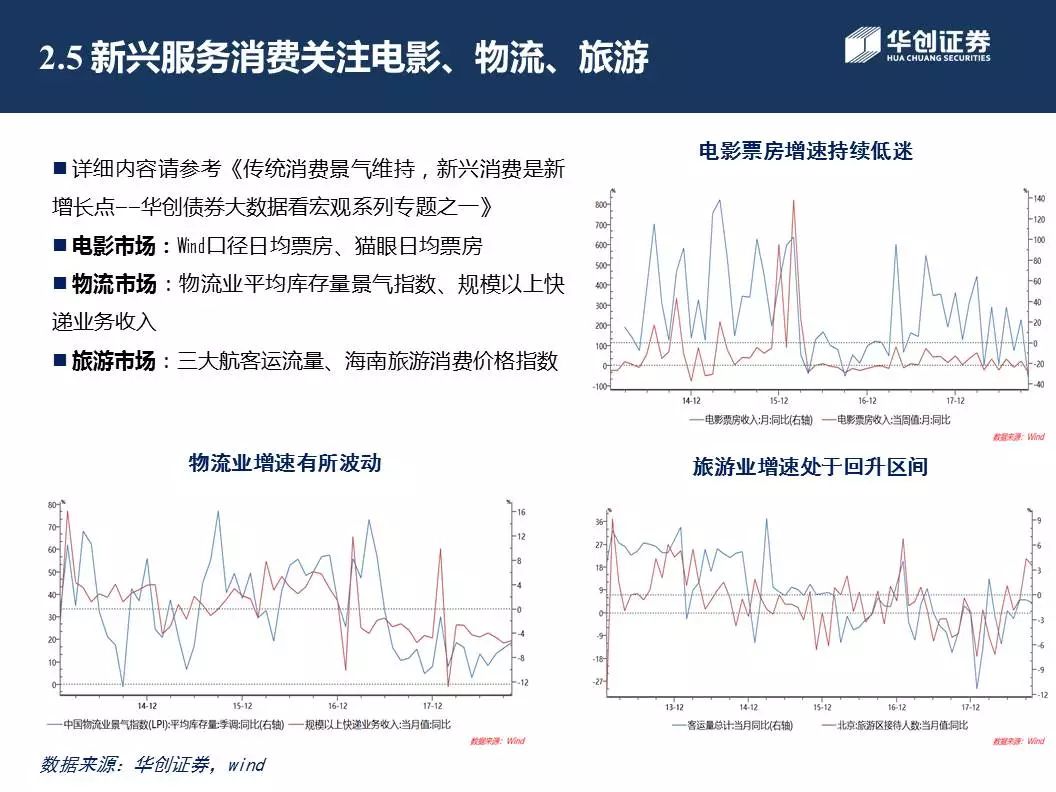 2.5 新兴服务消费关注电影、物流、旅游
华创证券
HUA CHUANG SECURITIES
■ 详细内容请参考《传统消费景气维持，新兴消费是新
增长点--华创债券大数据看宏观系列专题之一》
■ 电影市场：Wind口径日均票房、猫眼日均票房
■ 物流市场：物流业平均库存量景气指数、规模以上快
递业务收入
■ 旅游市场：三大航客运流量、海南旅游消费价格指数
电影票房增速持续低迷
% %
800 700 600 500 400 300 200 100 0 -100
140 120 100 80 60 40 20 0 -20 -40
14-12 15-12 16-12 17-12
电影票房收入:月:同比(右轴) 电影票房收入:当周值:月:同比
数据来源：Wind
物流业增速有所波动
% %
80 70 60 50 40 30 20 10 0
16 12 8 4 0 -4 -8 -12
14-12 15-12 16-12 17-12
中国物流业景气指数(LPI):平均库存量:季调:同比(右轴) 规模以上快递业务收入:当月值:同比
数据来源：Wind
旅游业增速处于回升区间
% %
36 27 18 9 0 -9 -18 -27
9 6 3 0 -3 -6 -9 -12
13-12 14-12 15-12 16-12 17-12
客运量总计:当月同比(右轴) 北京:旅游区接待人数:当月值:同比
数据来源：Wind
数据来源：华创证券，wind